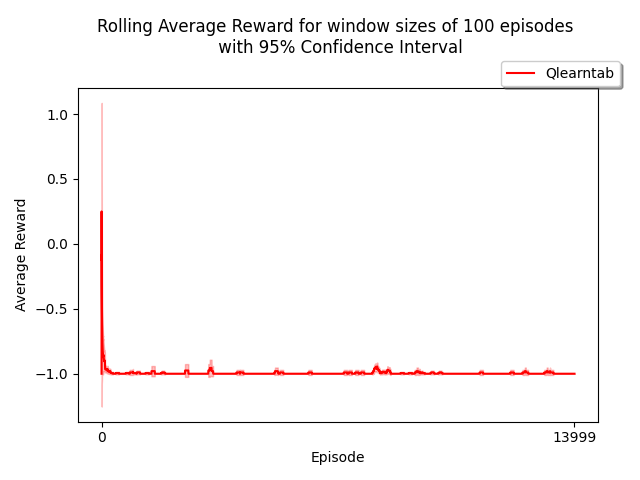 Rolling Average Reward for window sizes of 100 episodes
with 95% Confidence Interval
Qlearntab
1.0
0.5
0.0
−0.5
−1.0
Average Reward
0
13999
Episode